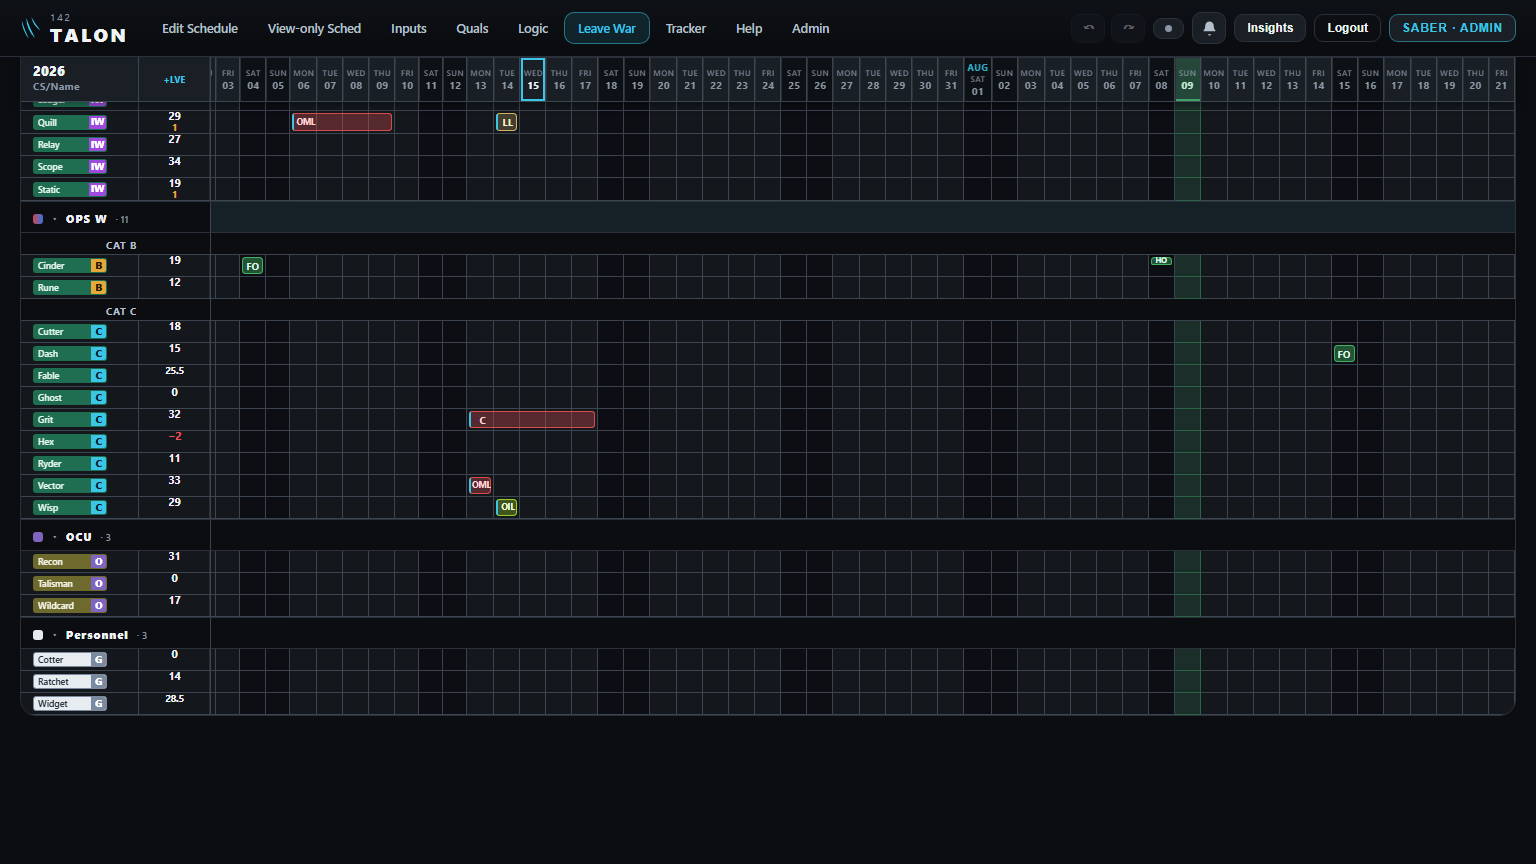 142
TALON
Edit Schedule
View-only Sched
Inputs
Quals
Logic
Leave War
Tracker
Help
Admin
Insights
Logout
SABER · ADMIN
2026
CS/Name
+LVE
FRI 03
SAT 04
SUN 05
MON 06
TUE 07
WED 08
THU 09
FRI 10
SAT 11
SUN 12
MON 13
TUE 14
WED 15
THU 16
FRI 17
SAT 18
SUN 19
MON 20
TUE 21
WED 22
THU 23
FRI 24
SAT 25
SUN 26
MON 27
TUE 28
WED 29
THU 30
FRI 31
AUG SAT 01
SUN 02
MON 03
TUE 04
WED 05
THU 06
FRI 07
SAT 08
SUN 09
MON 10
TUE 11
WED 12
THU 13
FRI 14
SAT 15
SUN 16
MON 17
TUE 18
WED 19
THU 20
FRI 21
Quill IW 29 1 OML LL
Relay IW 27
Scope IW 34
Static IW 19 1
OPS W · 11
CAT B
Cinder B 19 FO HO
Rune B 12
CAT C
Cutter C 18
Dash C 15 FO
Fable C 25.5
Ghost C 0
Grit C 32 C
Hex C −2
Ryder C 11
Vector C 33 OML
Wisp C 29 OIL
OCU · 3
Recon O 31
Talisman O 0
Wildcard O 17
Personnel · 3
Cotter G 0
Ratchet G 14
Widget G 28.5